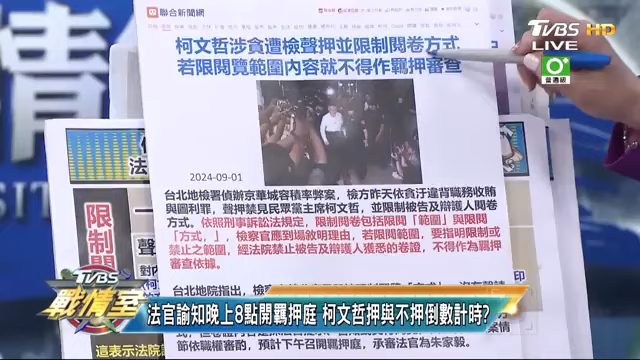 聯合新聞網
TVBS HD
LIVE
普遍級
柯文哲涉貪遭檢聲押並限制閱卷方式
若限閱覽範圍內容就不得作羈押審查
2024-09-01
台北地檢署偵辦京華城容積率弊案，檢方昨天依貪汙違背職務收賄
與圖利罪，聲押禁見民眾黨主席柯文哲，並限制被告及辯護人閱卷
方式。依照刑事訴訟法規定，限制閱卷包括限閱「範圍」與限閱
「方式，」，檢察官應到場敘明理由，若限閱範圍，要指明限制或
禁止之範圍，經法院禁止被告及辯護人獲悉的卷證，不得作為羈押
審查依據。
台北地院指出，
限制閱
TVBS
戰情室
法官諭知晚上8點開羈押庭 柯文哲押與不押倒數計時?
節依職權審酌，預計下午召開羈押庭，承審法官為朱家毅。
這表示法院